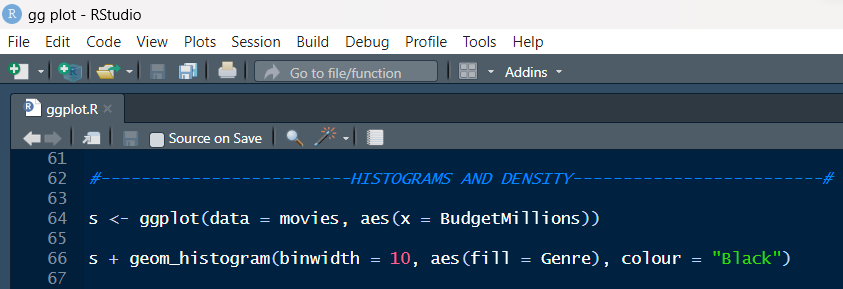 R gg plot - RStudio
File Edit Code View Plots Session Build Debug Profile Tools Help
Go to file/function Addins
ggplot.R
Source on Save
61
62 #--------------------------HISTOGRAMS AND DENSITY--------------------------#
63
64 s <- ggplot(data = movies, aes(x = BudgetMillions))
65
66 s + geom_histogram(binwidth = 10, aes(fill = Genre), colour = "Black")
67